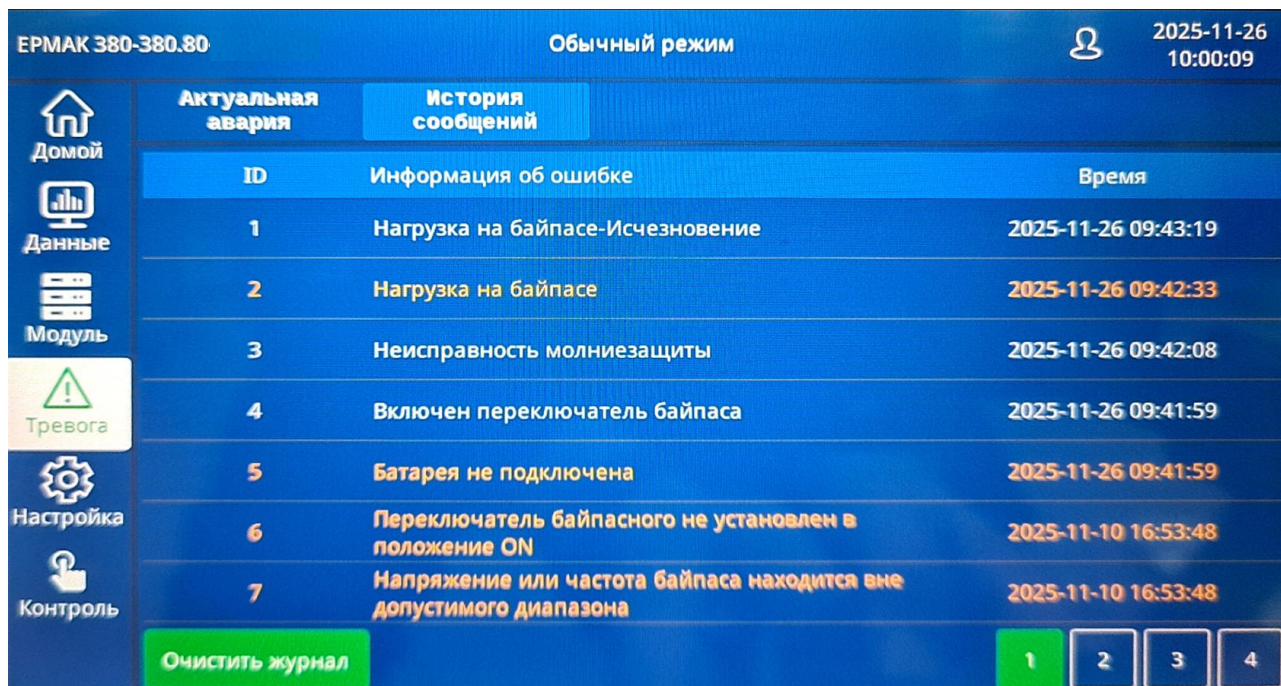 ЕРМАК 380-380.80
Обычный режим
2025-11-26
10:00:09
Домой
Данные
Модуль
Тревога
Настройка
Контроль
Актуальная
авария
История
сообщений
ID Информация об ошибке Время
1 Нагрузка на байпасе-Исчезновение 2025-11-26 09:43:19
2 Нагрузка на байпасе 2025-11-26 09:42:33
3 Неисправность молниезащиты 2025-11-26 09:42:08
4 Включен переключатель байпаса 2025-11-26 09:41:59
5 Батарея не подключена 2025-11-26 09:41:59
6 Переключатель байпасного не установлен в
положение ON 2025-11-10 16:53:48
7 Напряжение или частота байпаса находится вне
допустимого диапазона 2025-11-10 16:53:48
Очистить журнал
1 2 3 4